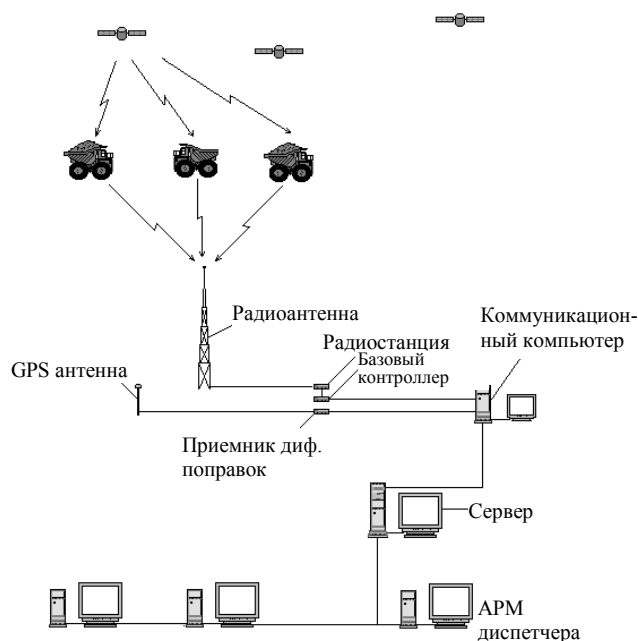 Радиоантенна
Коммуникацион-
ный компьютер
Радиостанция
Базовый
контроллер
GPS антенна
Приемник диф.
поправок
Сервер
АРМ
диспетчера